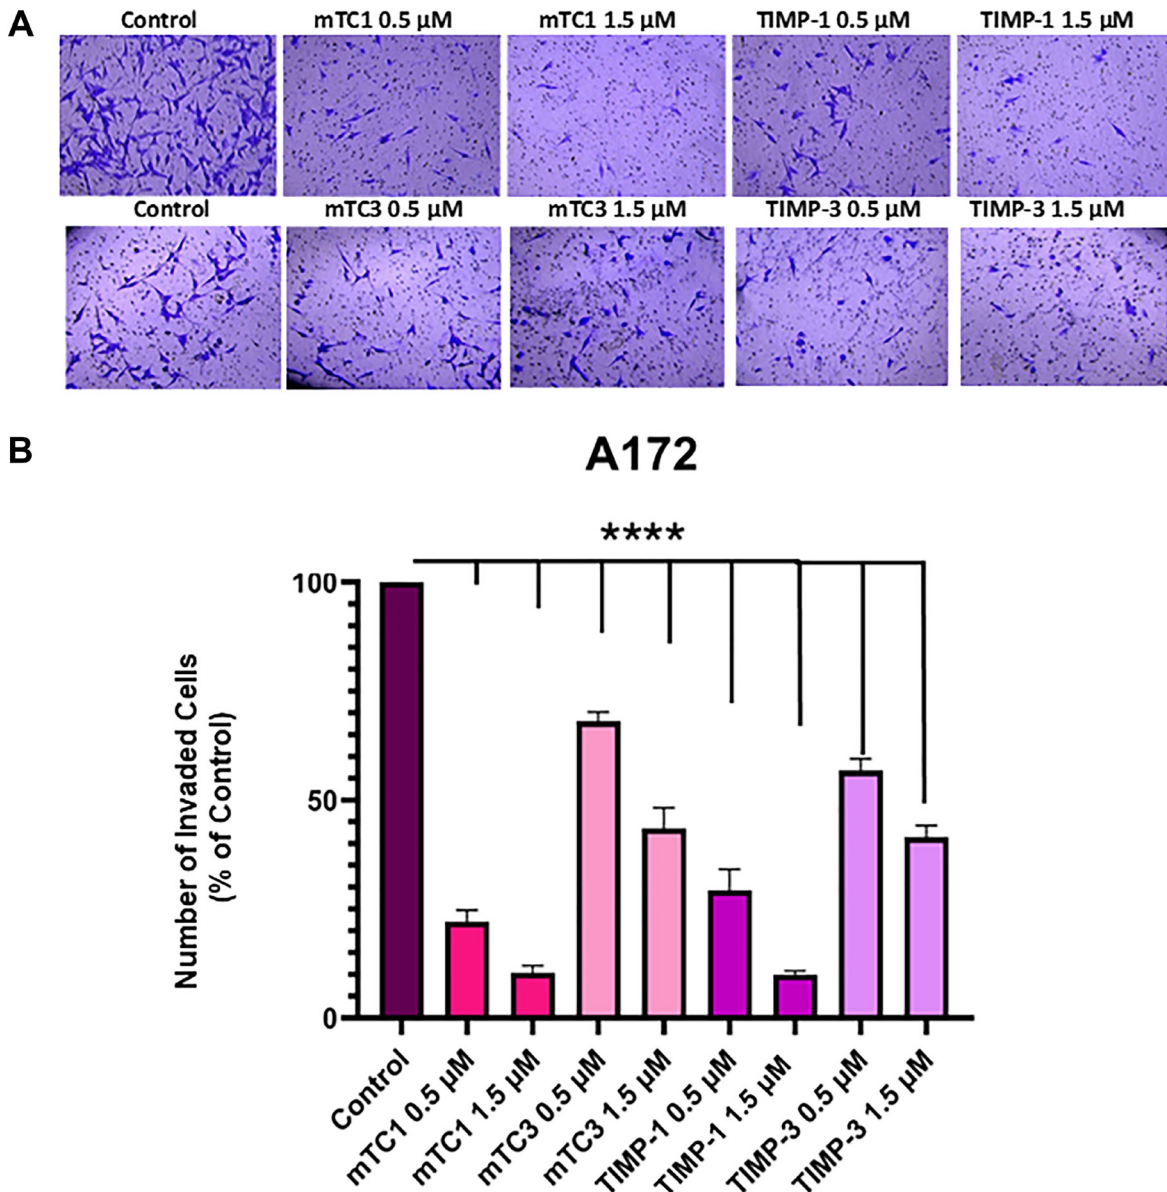 A
Control mTC1 0.5 µM mTC1 1.5 µM TIMP-1 0.5 µM TIMP-1 1.5 µM
Control mTC3 0.5 µM mTC3 1.5 µM TIMP-3 0.5 µM TIMP-3 1.5 µM
B
A172
****
100
50
0
Number of Invaded Cells
(% of Control)
Control
mTC1 0.5 µM
mTC1 1.5 µM
mTC3 0.5 µM
mTC3 1.5 µM
TIMP-1 0.5 µM
TIMP-1 1.5 µM
TIMP-3 0.5 µM
TIMP-3 1.5 µM